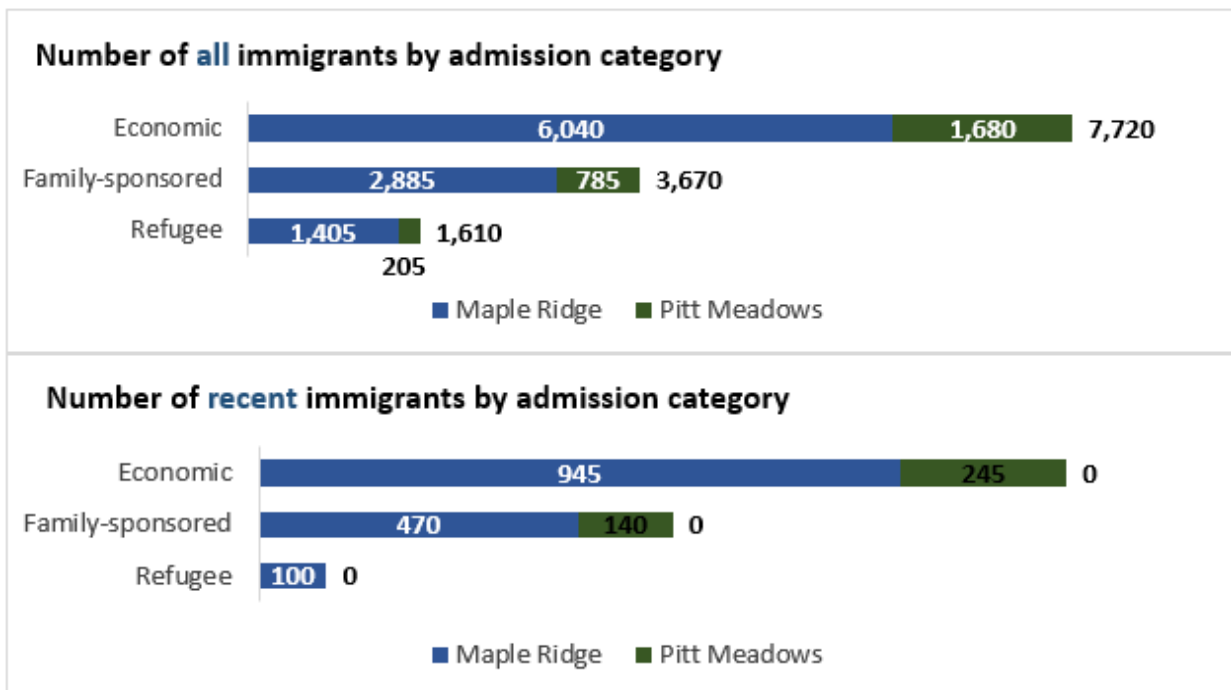 Number of all immigrants by admission category
Economic 6,040 1,680 7,720
Family-sponsored 2,885 785 3,670
Refugee 1,405 1,610
205
Maple Ridge Pitt Meadows
Number of recent immigrants by admission category
Economic 945 245 0
Family-sponsored 470 140 0
Refugee 100 0
Maple Ridge Pitt Meadows